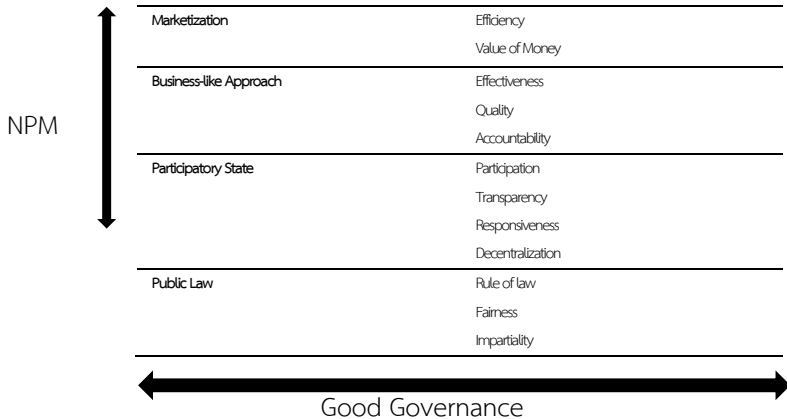 Marketization Efficiency
Value of Money
Business-like Approach Effectiveness
Quality
Accountability
NPM
Participatory State Participation
Transparency
Responsiveness
Decentralization
Public Law Rule of law
Fairness
Impartiality
Good Governance